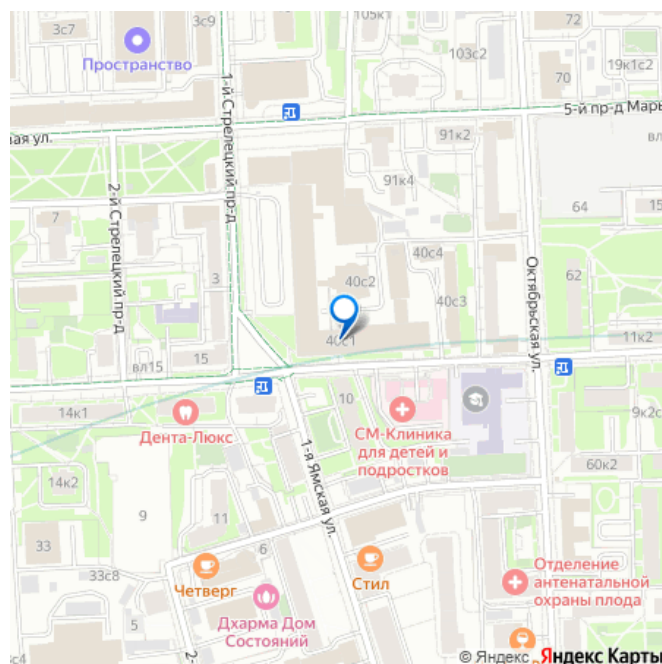 3с7
3с9
105к1
72
Пространство
103с2
19к1с2
70
5-й пр-д Марь
вая ул.
1-й Стрелецкий пр-д
91к2
вл
91к4
2-й Стрелецкий пр-д
7
64
40с4
3
40с2
40с3
62
Октябрьская ул.
40с1
11к2
вл15
15
14к1
Дента-Люкс
10
СМ-Клиника
для детей и
подростков
9к2с
1-я Ямская ул.
60к2
14к2
9
11
33
6
33с8
Четверг
Стил
Отделение
антенатальной
охраны плода
Дхарма Дом
Состояний
4с1
2-
© Яндекс Яндекс Карты